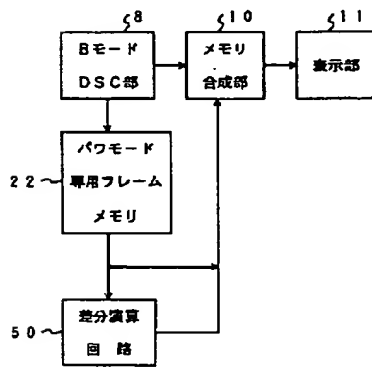 8
10
11
Bモード
DSC部
メモリ
合成部
表示部
パワモード
専用フレーム
メモリ
22
差分演算
回路
50